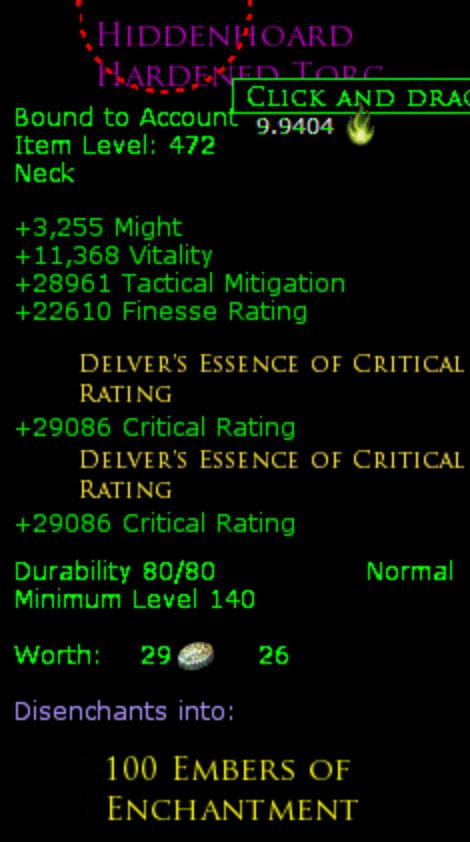 HIDDENHOARD
HARDENED TORC
CLICK AND DRAG
Bound to Account
9.9404
Item Level: 472
Neck
+3,255 Might
+11,368 Vitality
+28961 Tactical Mitigation
+22610 Finesse Rating
DELVER'S ESSENCE OF CRITICAL
RATING
+29086 Critical Rating
DELVER'S ESSENCE OF CRITICAL
RATING
+29086 Critical Rating
Durability 80/80 Normal
Minimum Level 140
Worth: 29 26
Disenchants into:
100 EMBERS OF
ENCHANTMENT